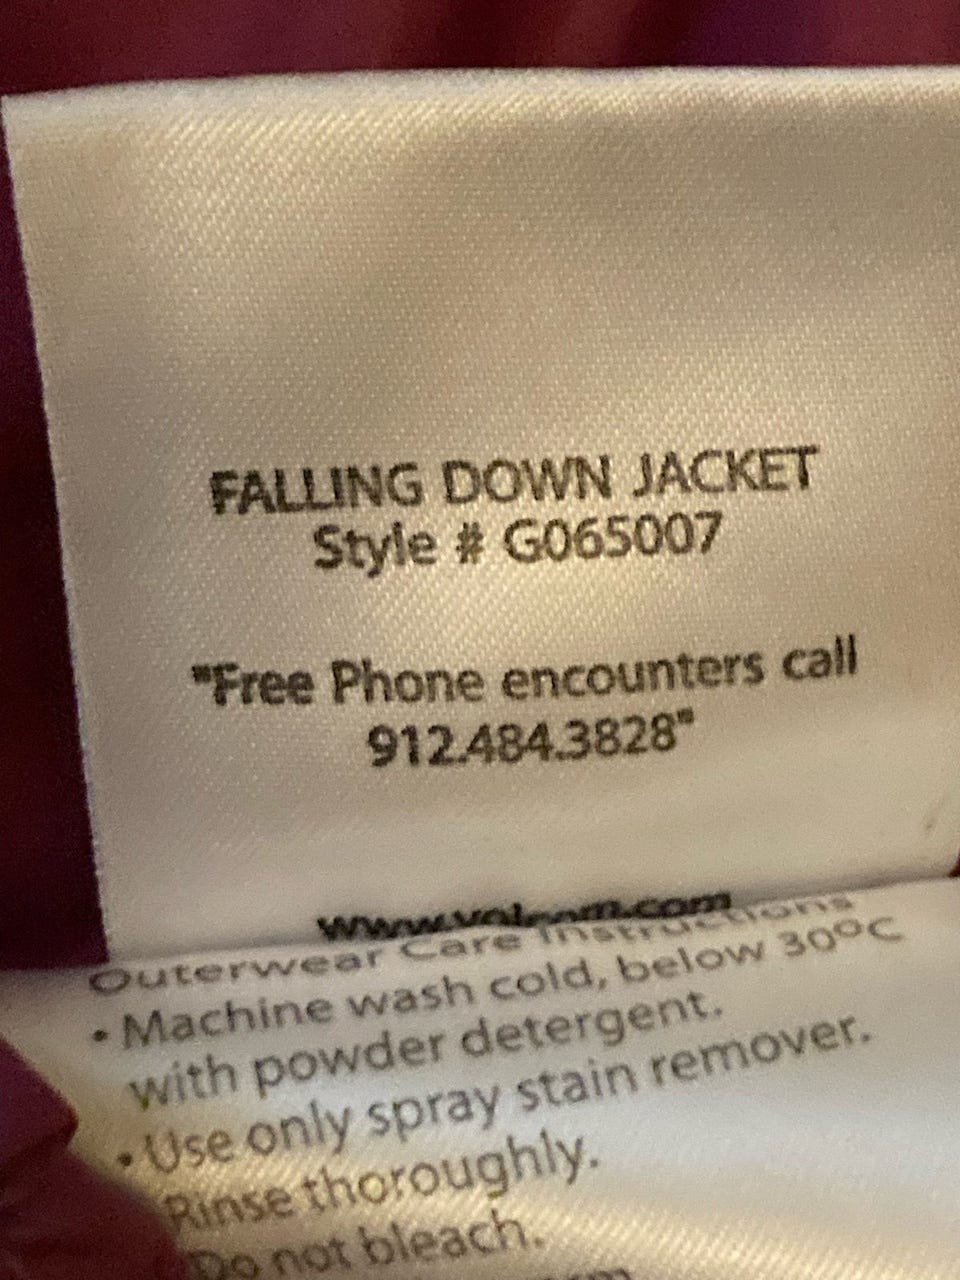 FALLING DOWN JACKET
Style # G065007
"Free Phone encounters call
912.484.3828"
www.volcom.com
Outerwear Care Instructions
• Machine wash cold, below 30°C
with powder detergent.
• Use only spray stain remover.
Rinse thoroughly.
Do not bleach.